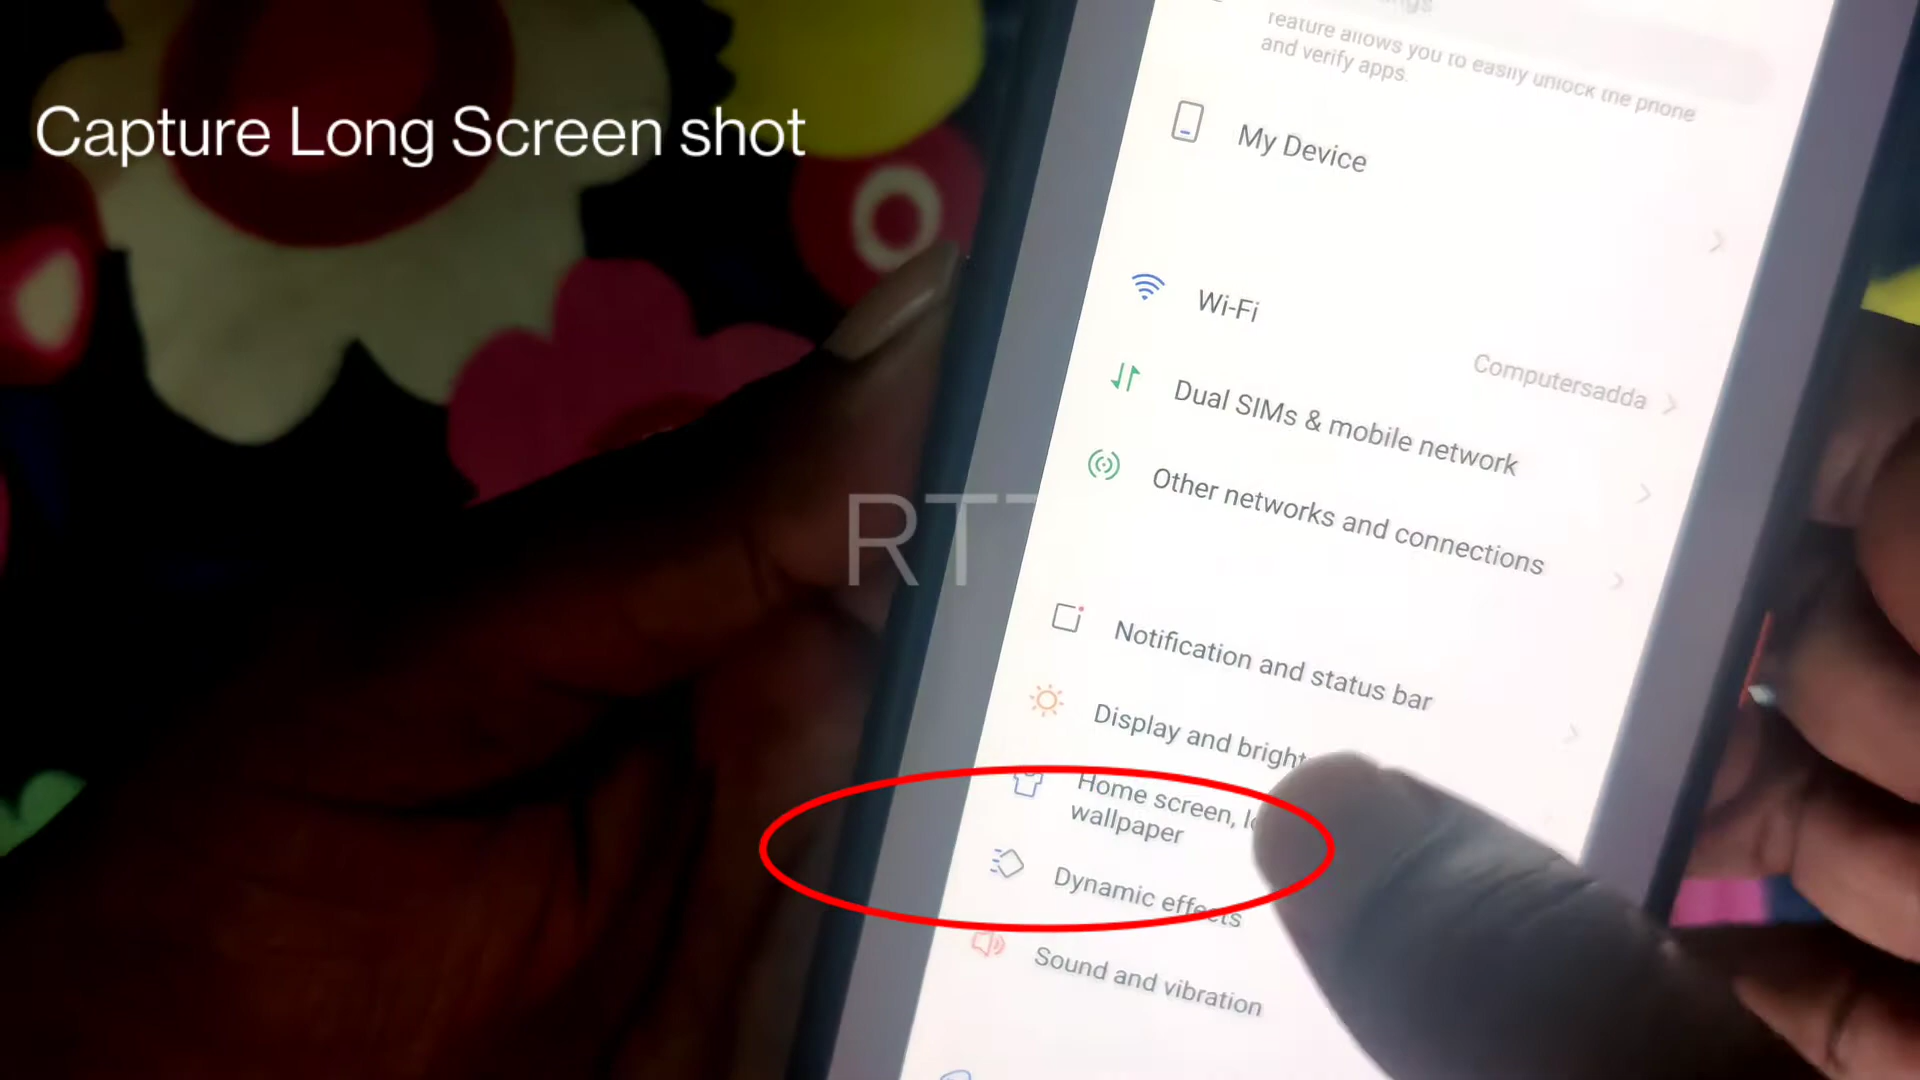 Capture Long Screen shot
feature allows you to easily unlock the phone
and verify apps.
My Device
Wi-Fi
Computersadda
Dual SIMs & mobile network
Other networks and connections
RTT
Notification and status bar
Display and bright
Home screen,
wallpaper
Dynamic effects
Sound and vibration